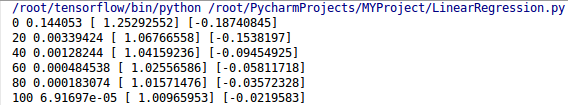 /root/tensorflow/bin/python /root/PycharmProjects/MYProject/LinearRegression.py
0 0.144053 [ 1.25292552] [-0.18740845]
20 0.00339424 [ 1.06766558] [-0.1538197]
40 0.00128244 [ 1.04159236] [-0.09454925]
60 0.000484538 [ 1.02556586] [-0.05811718]
80 0.000183074 [ 1.01571476] [-0.03572328]
100 6.91697e-05 [ 1.00965953] [-0.0219583]